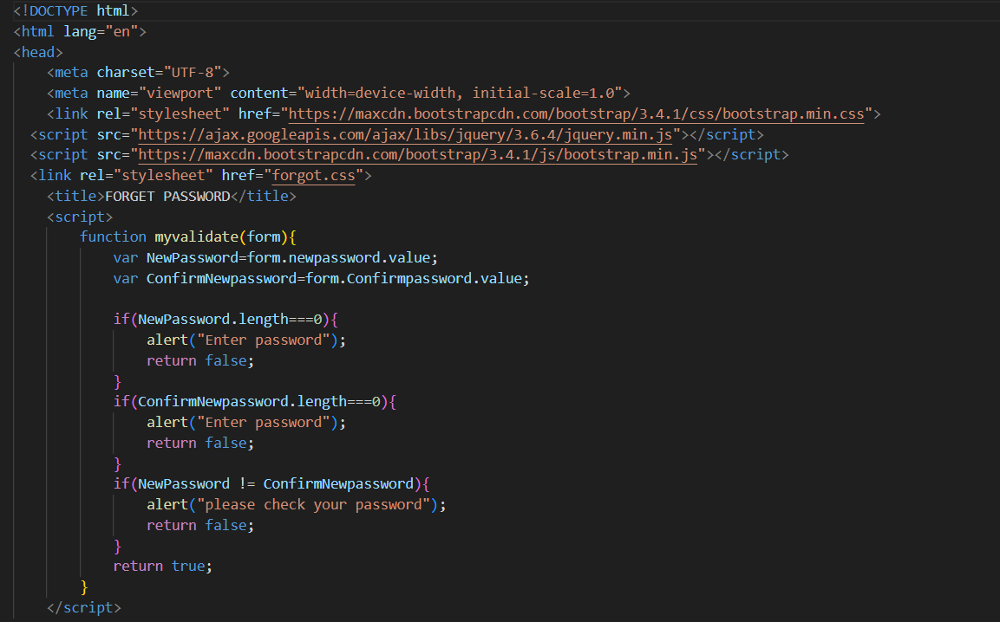 <!DOCTYPE html>
<html lang="en">
<head>
    <meta charset="UTF-8">
    <meta name="viewport" content="width=device-width, initial-scale=1.0">
    <link rel="stylesheet" href="https://maxcdn.bootstrapcdn.com/bootstrap/3.4.1/css/bootstrap.min.css">
  <script src="https://ajax.googleapis.com/ajax/libs/jquery/3.6.4/jquery.min.js"></script>
  <script src="https://maxcdn.bootstrapcdn.com/bootstrap/3.4.1/js/bootstrap.min.js"></script>
  <link rel="stylesheet" href="forgot.css">
    <title>FORGET PASSWORD</title>
    <script>
        function myvalidate(form){
            var NewPassword=form.newpassword.value;
            var ConfirmNewpassword=form.Confirmpassword.value;

            if(NewPassword.length===0){
                alert("Enter password");
                return false;
            }
            if(ConfirmNewpassword.length===0){
                alert("Enter password");
                return false;
            }
            if(NewPassword != ConfirmNewpassword){
                alert("please check your password");
                return false;
            }
            return true;
        }
    </script>